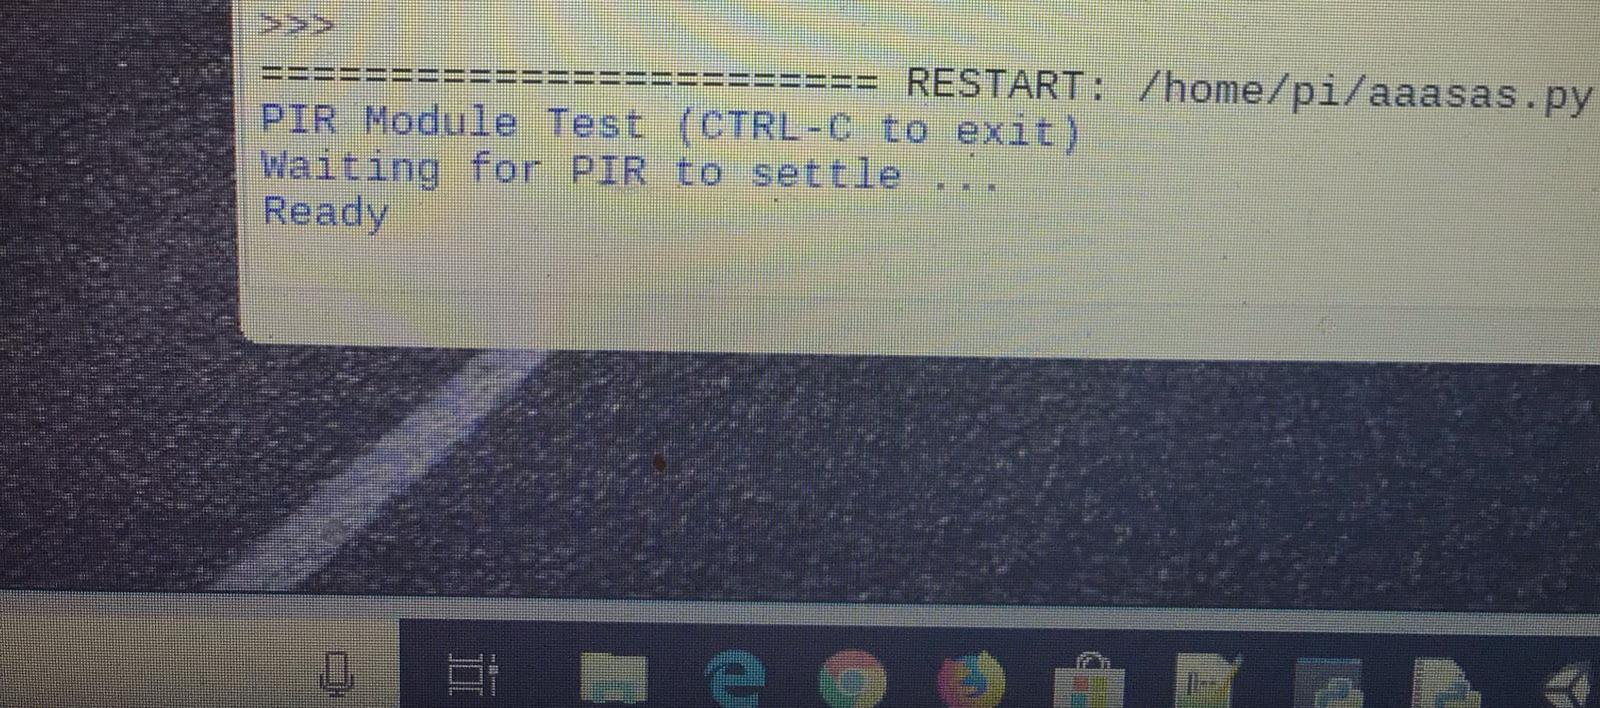 >>>
======================== RESTART: /home/pi/aaasas.py
PIR Module Test (CTRL-C to exit)
Waiting for PIR to settle ...
Ready